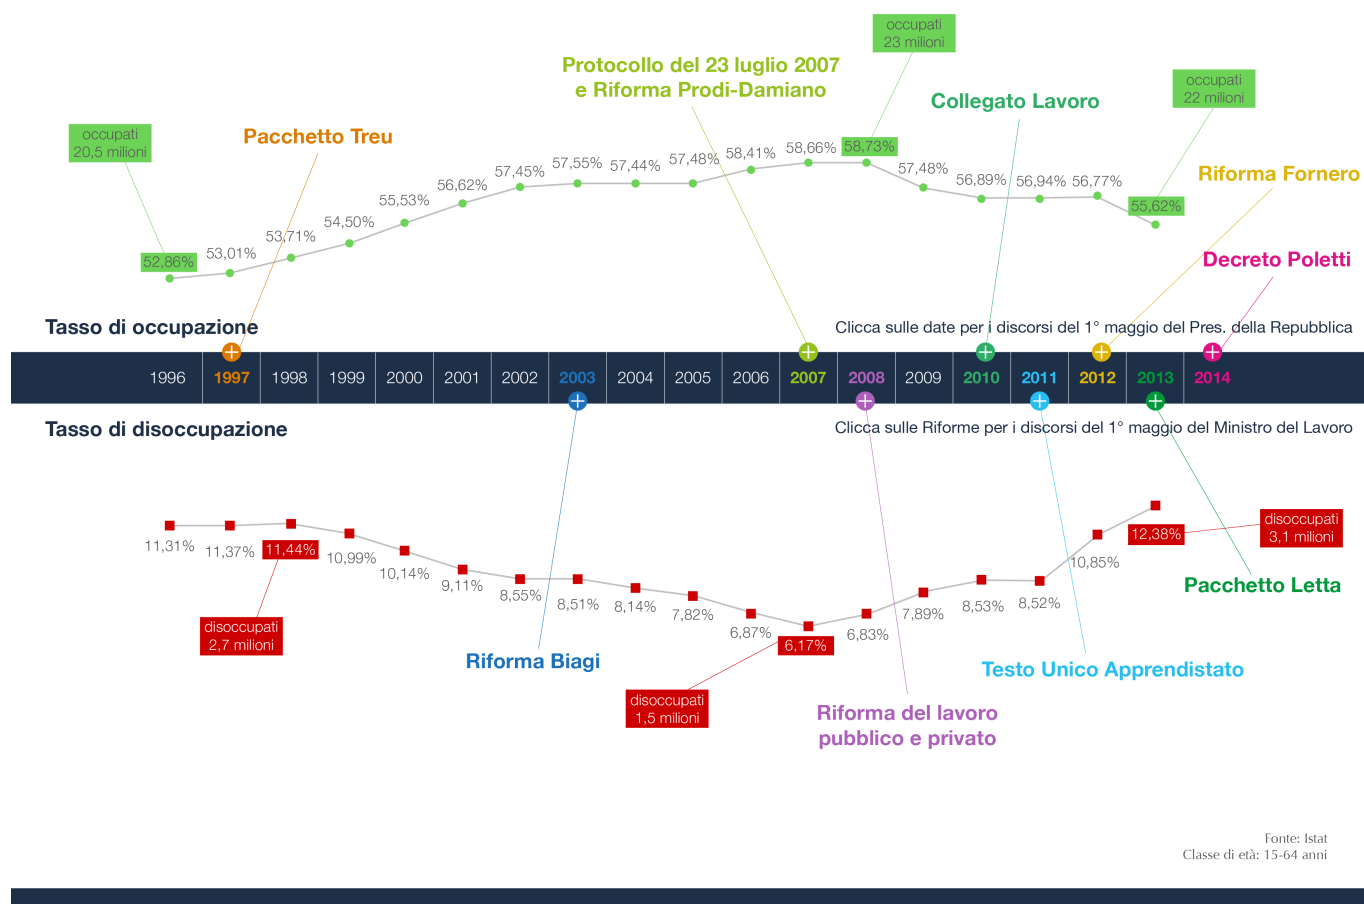 occupati
23 milioni
Protocollo del 23 luglio 2007
e Riforma Prodi-Damiano
occupati
22 milioni
Collegato Lavoro
occupati
20,5 milioni
Pacchetto Treu
Riforma Fornero
Decreto Poletti
52,86%
53,01%
53,71%
54,50%
55,53%
56,62%
57,45%
57,55%
57,44%
57,48%
58,41%
58,66%
58,73%
57,48%
56,89%
56,94%
56,77%
55,62%
Tasso di occupazione
Clicca sulle date per i discorsi del 1° maggio del Pres. della Repubblica
1996 1997 1998 1999 2000 2001 2002 2003 2004 2005 2006 2007 2008 2009 2010 2011 2012 2013 2014
Tasso di disoccupazione
Clicca sulle Riforme per i discorsi del 1° maggio del Ministro del Lavoro
11,31%
11,37%
11,44%
10,99%
10,14%
9,11%
8,55%
8,51%
8,14%
7,82%
6,87%
6,17%
6,83%
7,89%
8,53%
8,52%
10,85%
12,38%
disoccupati
3,1 milioni
Pacchetto Letta
disoccupati
2,7 milioni
Riforma Biagi
Testo Unico Apprendistato
disoccupati
1,5 milioni
Riforma del lavoro
pubblico e privato
Fonte: Istat
Classe di età: 15-64 anni